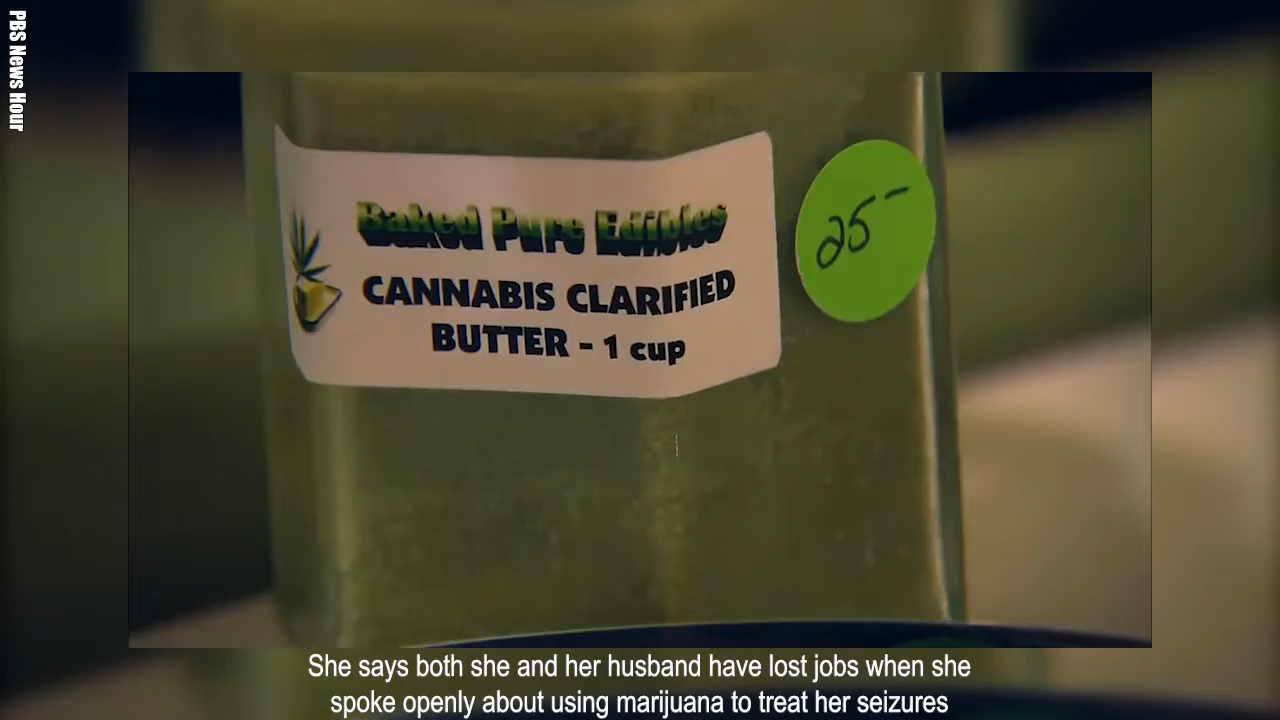 PBS News Hour
Baked Pure Edibles
CANNABIS CLARIFIED
BUTTER - 1 cup
25-
She says both she and her husband have lost jobs when she
spoke openly about using marijuana to treat her seizures